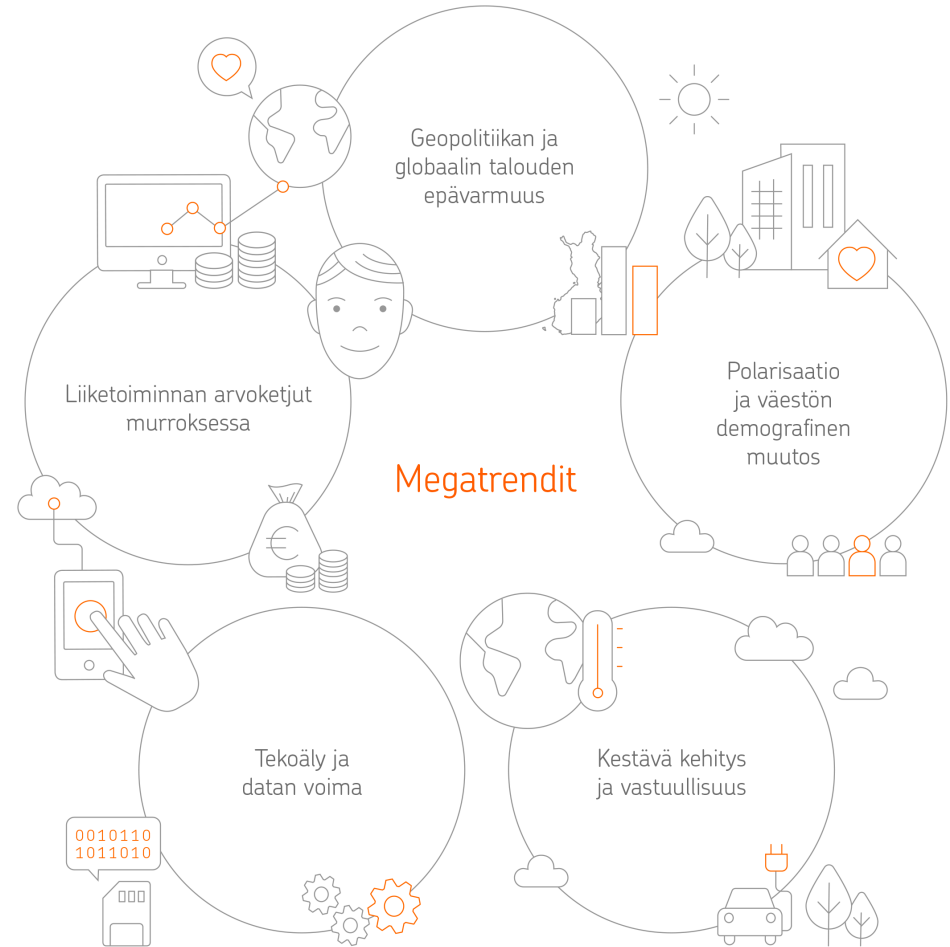 Geopolitiikan ja
globaalin talouden
epävarmuus
Liiketoiminnan arvoketjut
murroksessa
Polarisaatio
ja väestön
demografinen
muutos
Megatrendit
€
Tekoäly ja
datan voima
Kestävä kehitys
ja vastuullisuus
0010110
1011010